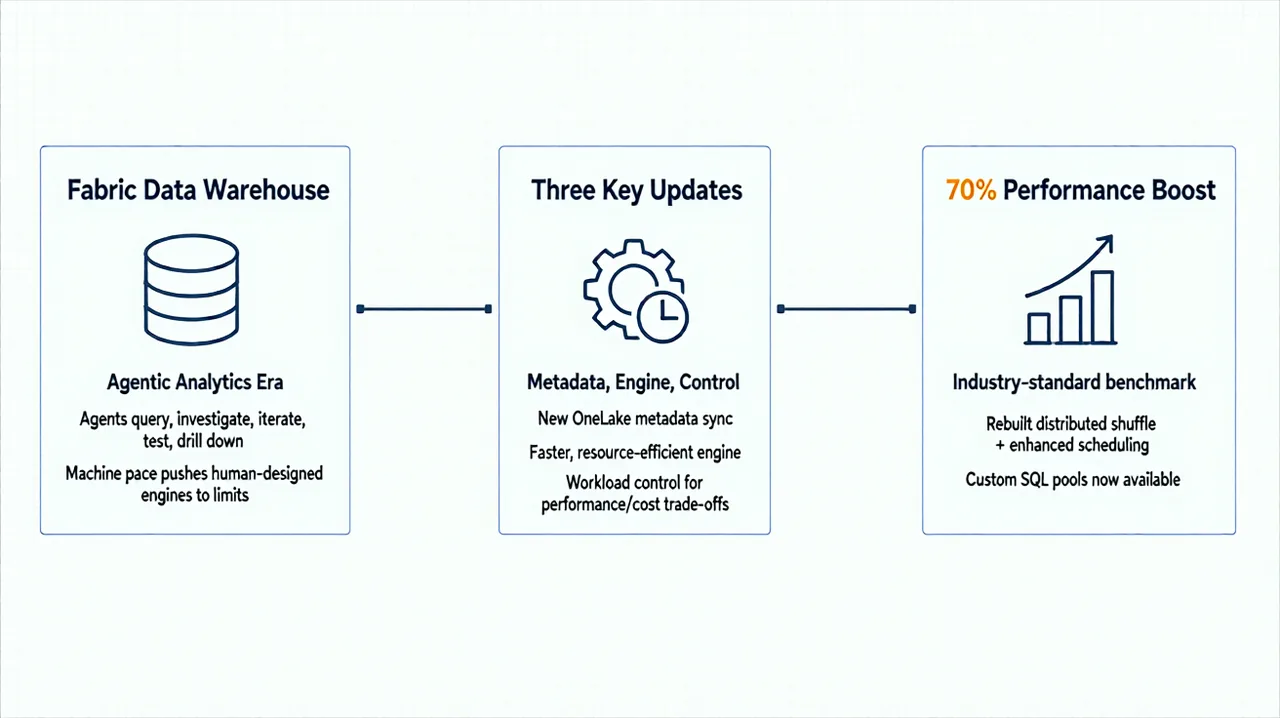 Fabric Data Warehouse
Agentic Analytics Era
Agents query, investigate, iterate,
test, drill down
Machine pace pushes human-designed
engines to limits
Three Key Updates
Metadata, Engine, Control
New OneLake metadata sync
Faster, resource-efficient engine
Workload control for
performance/cost trade-offs
70% Performance Boost
Industry-standard benchmark
Rebuilt distributed shuffle
+ enhanced scheduling
Custom SQL pools now available